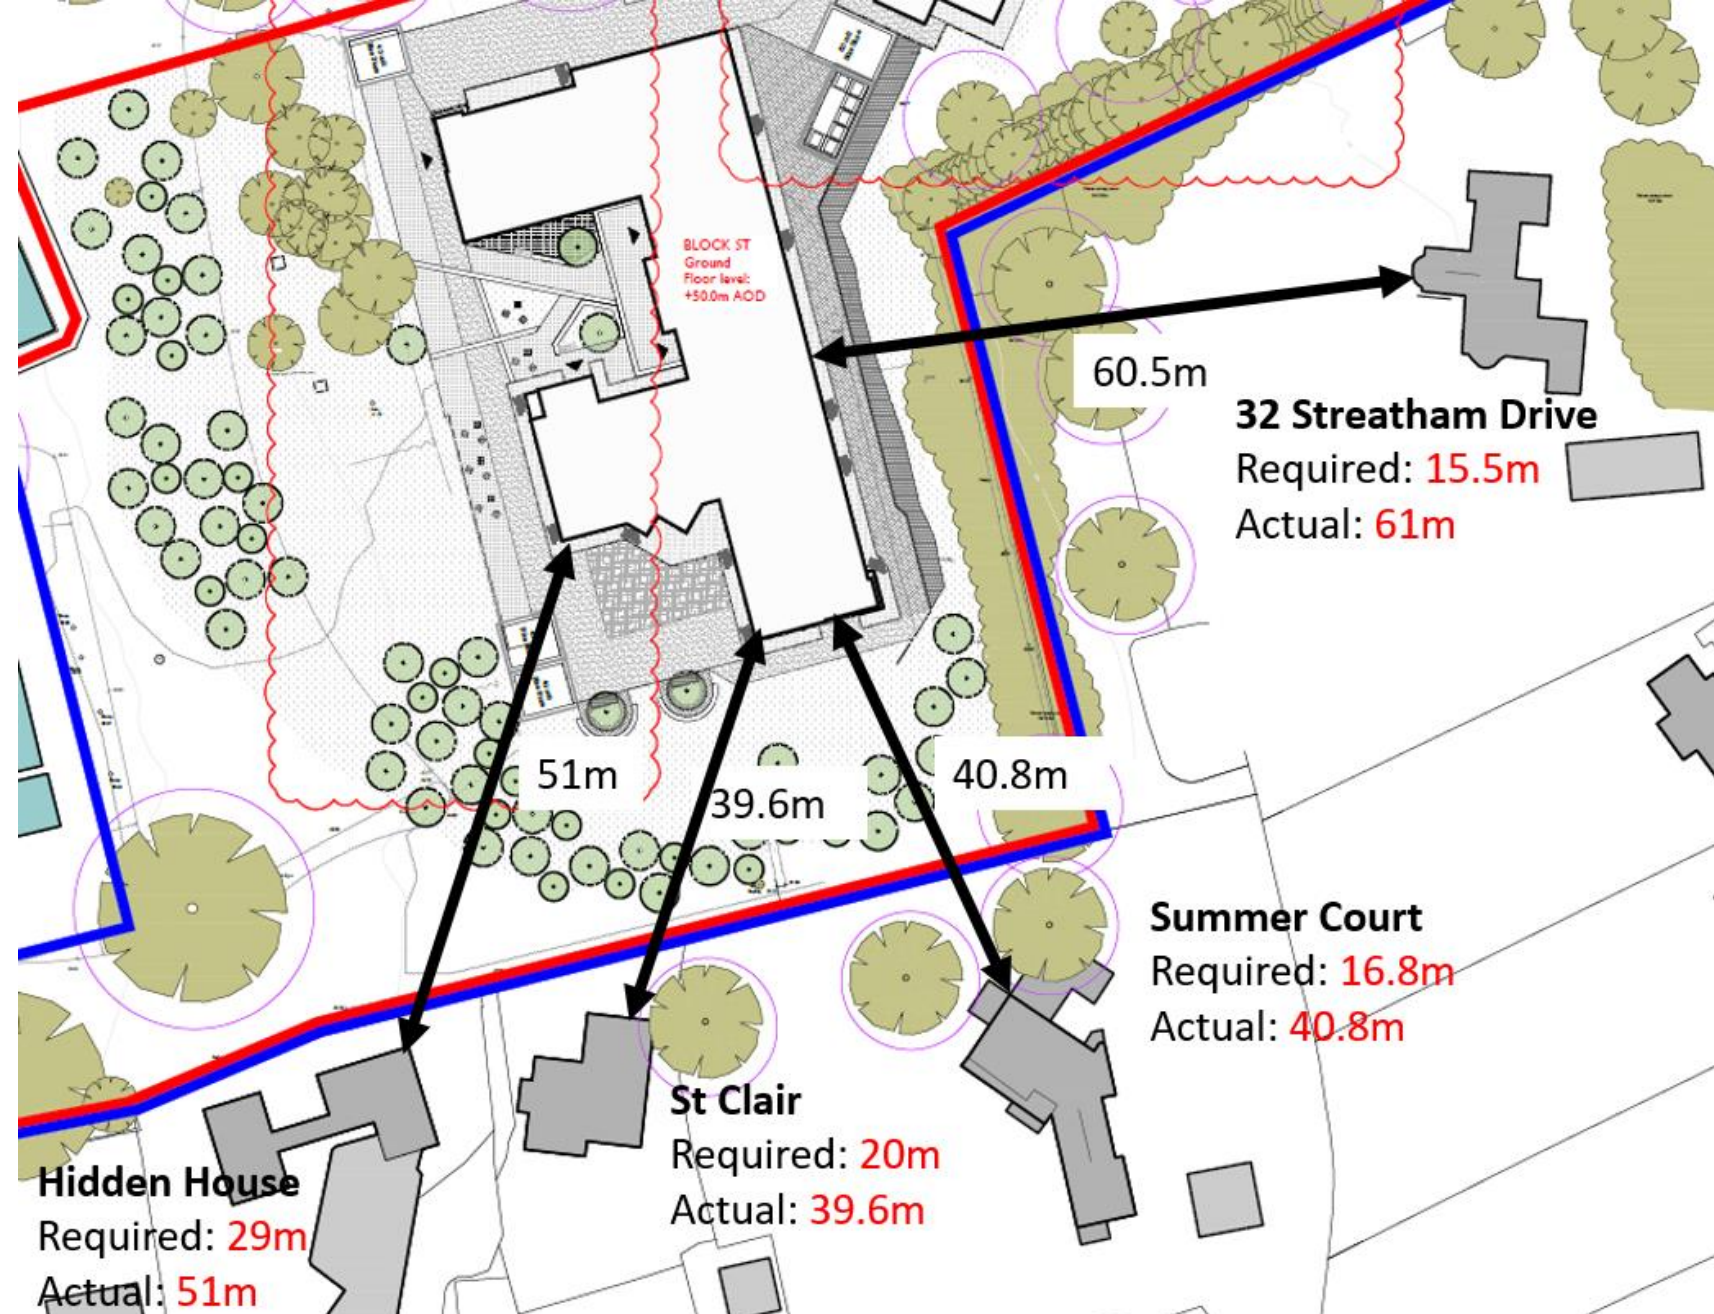 BLOCK ST
Ground
Floor level:
+50.0m AOD
60.5m
32 Streatham Drive
Required: 15.5m
Actual: 61m
51m
39.6m
40.8m
Summer Court
Required: 16.8m
Actual: 40.8m
St Clair
Required: 20m
Actual: 39.6m
Hidden House
Required: 29m
Actual: 51m